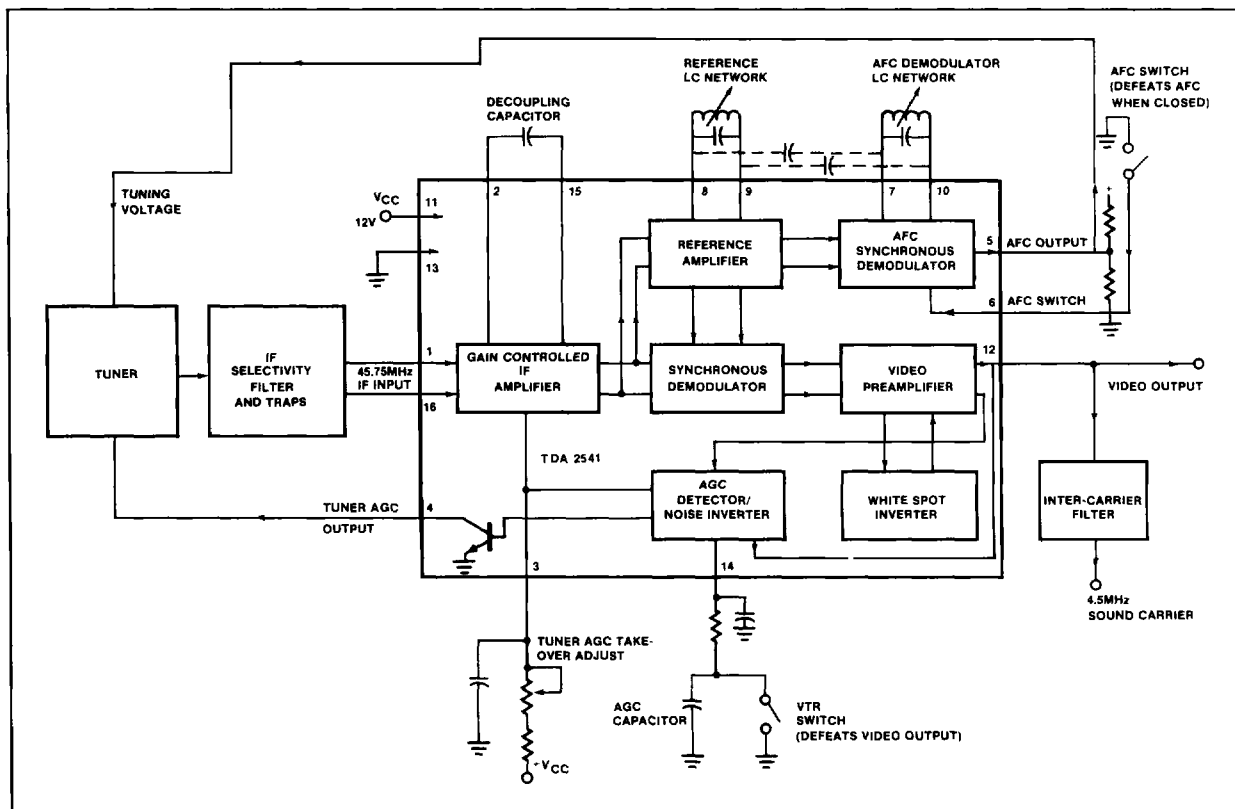 REFERENCE
LC NETWORK
AFC DEMODULATOR
LC NETWORK
AFC SWITCH
(DEFEATS AFC
WHEN CLOSED)
DECOUPLING
CAPACITOR
TUNING
VOLTAGE
VCC
12V
11
13
2
15
8
9
7
10
REFERENCE
AMPLIFIER
AFC
SYNCHRONOUS
DEMODULATOR
5
AFC OUTPUT
+
6
AFC SWITCH
TUNER
IF
SELECTIVITY
FILTER
AND TRAPS
1
45.75MHz
IF INPUT
16
GAIN CONTROLLED
IF
AMPLIFIER
SYNCHRONOUS
DEMODULATOR
VIDEO
PREAMPLIFIER
12
VIDEO OUTPUT
TDA 2541
AGC
DETECTOR/
NOISE INVERTER
WHITE SPOT
INVERTER
INTER-CARRIER
FILTER
TUNER AGC
OUTPUT
4
3
14
4.5MHz
SOUND CARRIER
TUNER AGC TAKE-
OVER ADJUST
AGC
CAPACITOR
VTR
SWITCH
(DEFEATS VIDEO OUTPUT)
-VCC